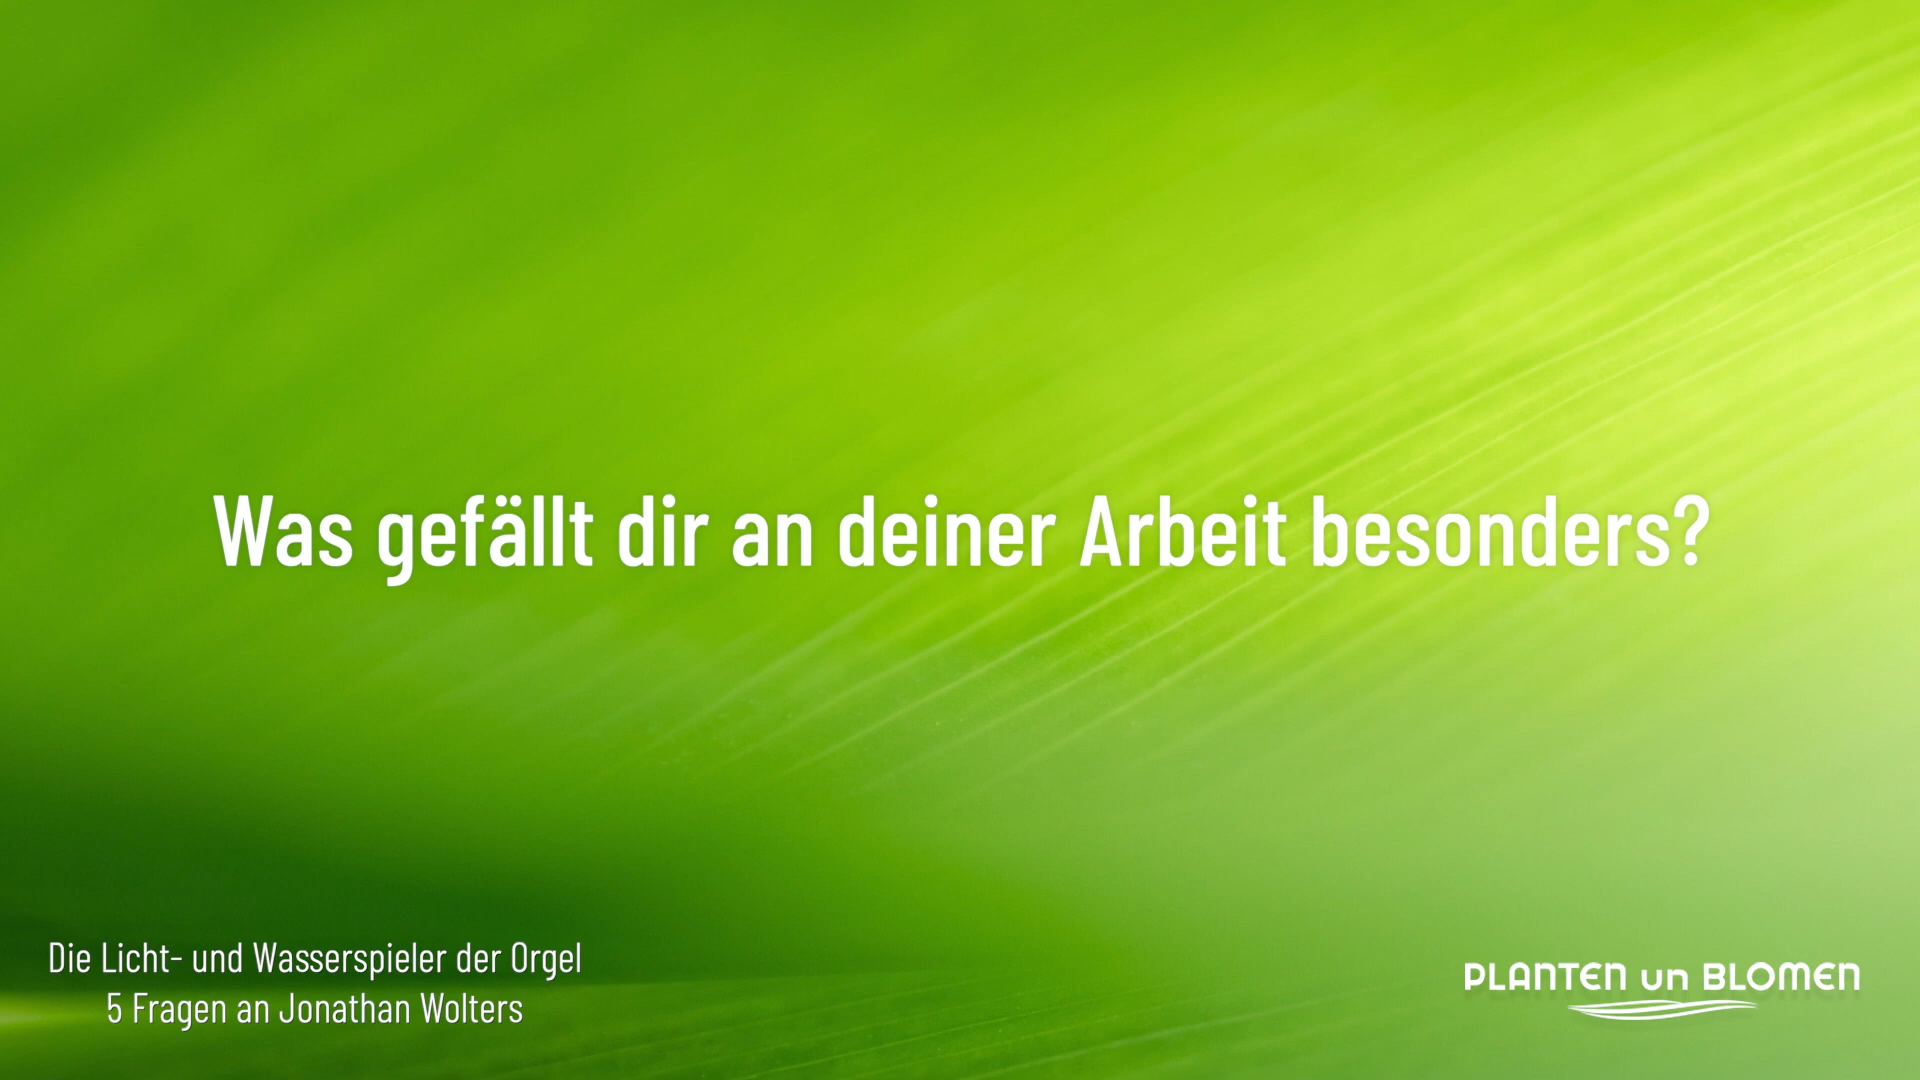 Was gefällt dir an deiner Arbeit besonders?
Die Licht- und Wasserspieler der Orgel
5 Fragen an Jonathan Wolters
PLANTEN un BLOMEN